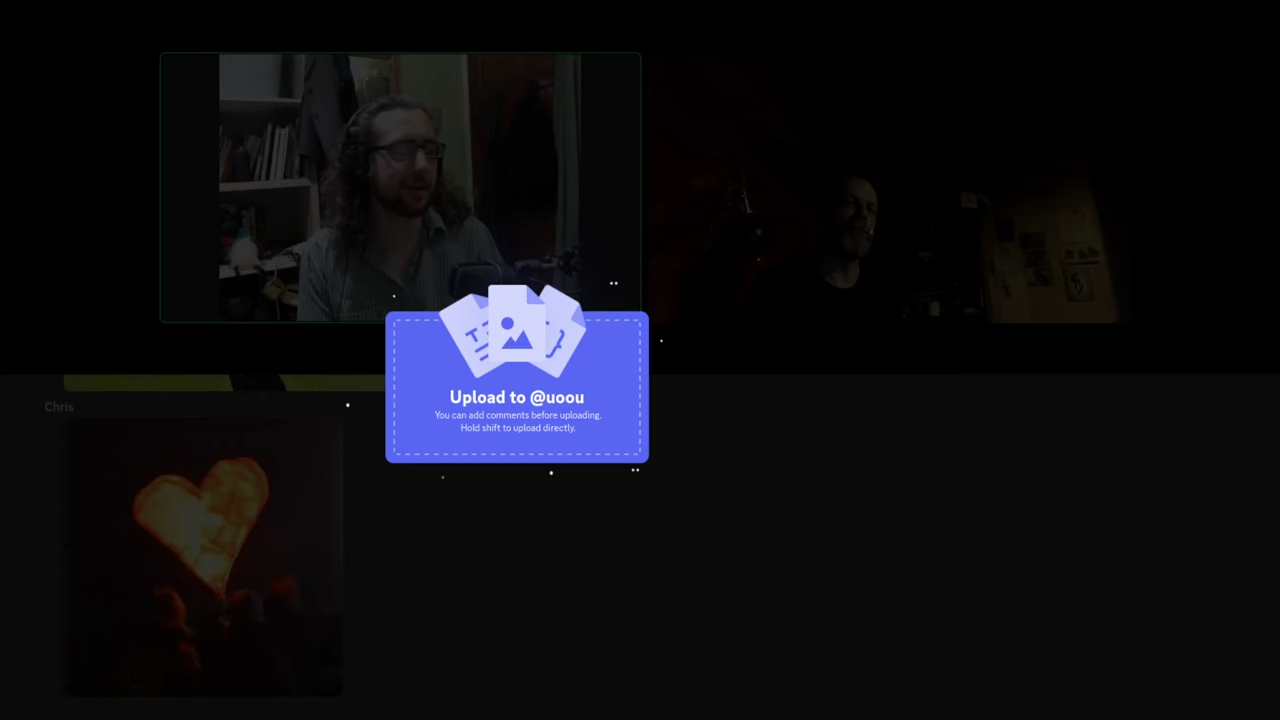 Chris
Upload to @uoou
You can add comments before uploading.
Hold shift to upload directly.